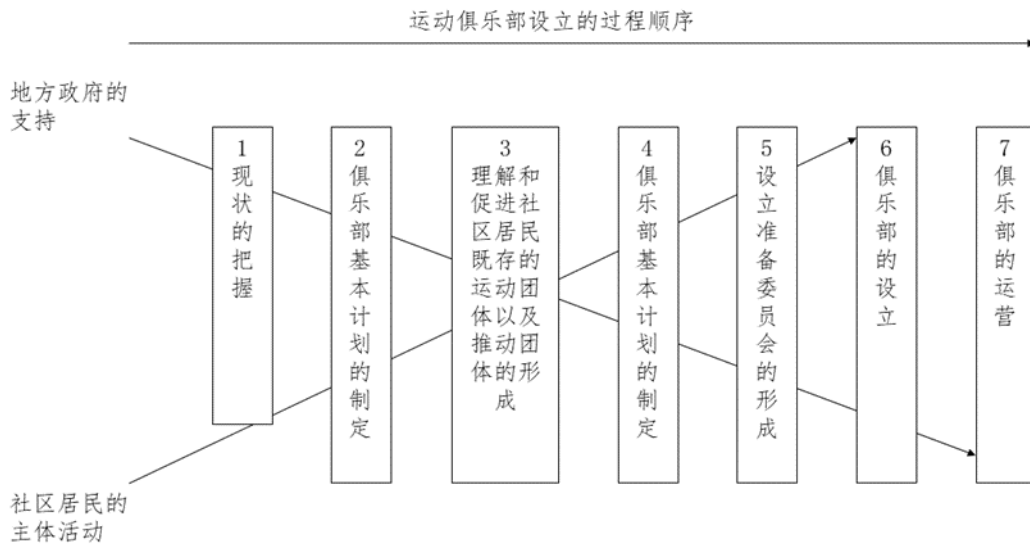 运动俱乐部设立的过程顺序
地方政府的
支持
1
现状的把握
2
俱乐部基本计划的制定
3
理解和
促进社
区居民
既存的
运动团
体以及
推动团
体的形
成
4
俱乐部基本计划的制定
5
设立准备委员会的形成
6
俱乐部的设立
7
俱乐部的运营
社区居民的
主体活动